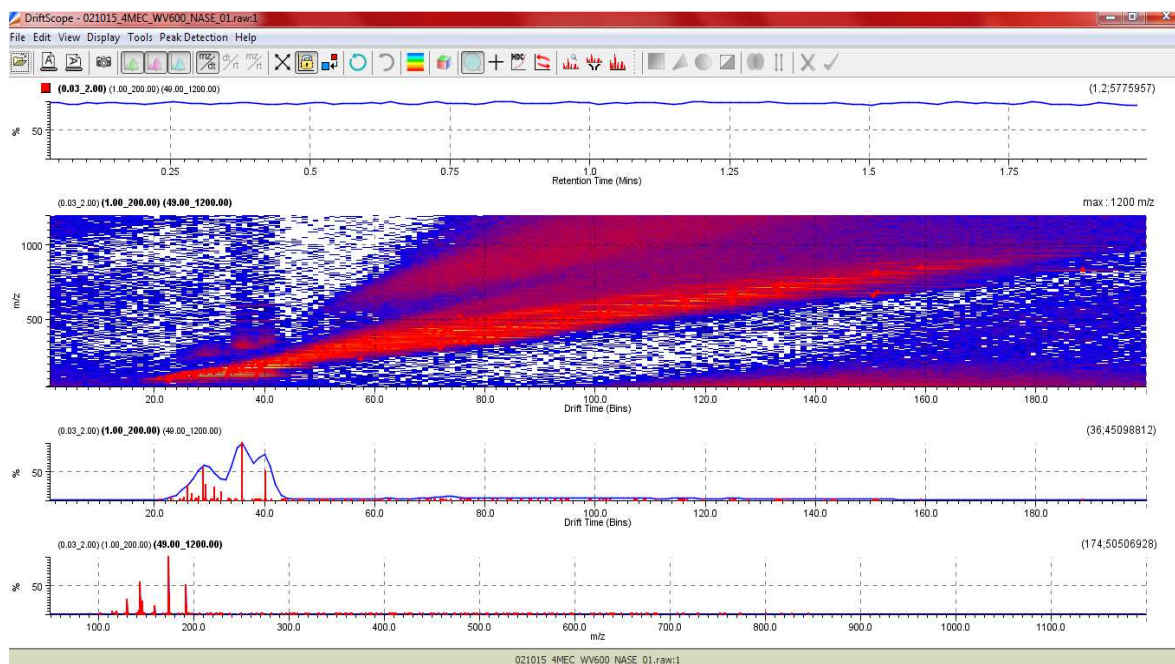 DriftScope - 021015_4MEC_WV600_NASE_01.raw:1
File Edit View Display Tools Peak Detection Help
mz/dt dt/rt mz/rt
(0.03_2.00) (1.00_200.00) (49.00_1200.00) (1.2;5775957)
% 50
0.25 0.5 0.75 1.0 1.25 1.5 1.75
Retention Time (Mins)
(0.03_2.00) (1.00_200.00) (49.00_1200.00) max : 1200 m/z
1000
m/z
500
20.0 40.0 60.0 80.0 100.0 120.0 140.0 160.0 180.0
Drift Time (Bins)
(0.03_2.00) (1.00_200.00) (49.00_1200.00) (36;45098812)
% 50
20.0 40.0 60.0 80.0 100.0 120.0 140.0 160.0 180.0
Drift Time (Bins)
(0.03_2.00) (1.00_200.00) (49.00_1200.00) (174;50506928)
% 50
100.0 200.0 300.0 400.0 500.0 600.0 700.0 800.0 900.0 1000.0 1100.0
m/z
021015_4MEC_WV600_NASE_01.raw:1